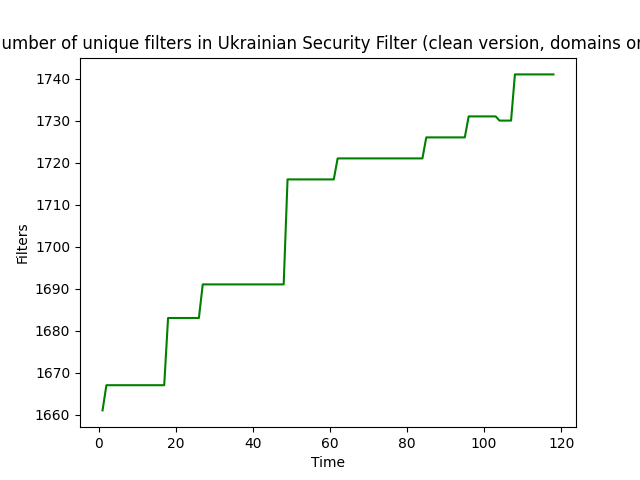 umber of unique filters in Ukrainian Security Filter (clean version, domains or
1740
1730
1720
1710
1700
1690
1680
1670
1660
Filters
0 20 40 60 80 100 120
Time